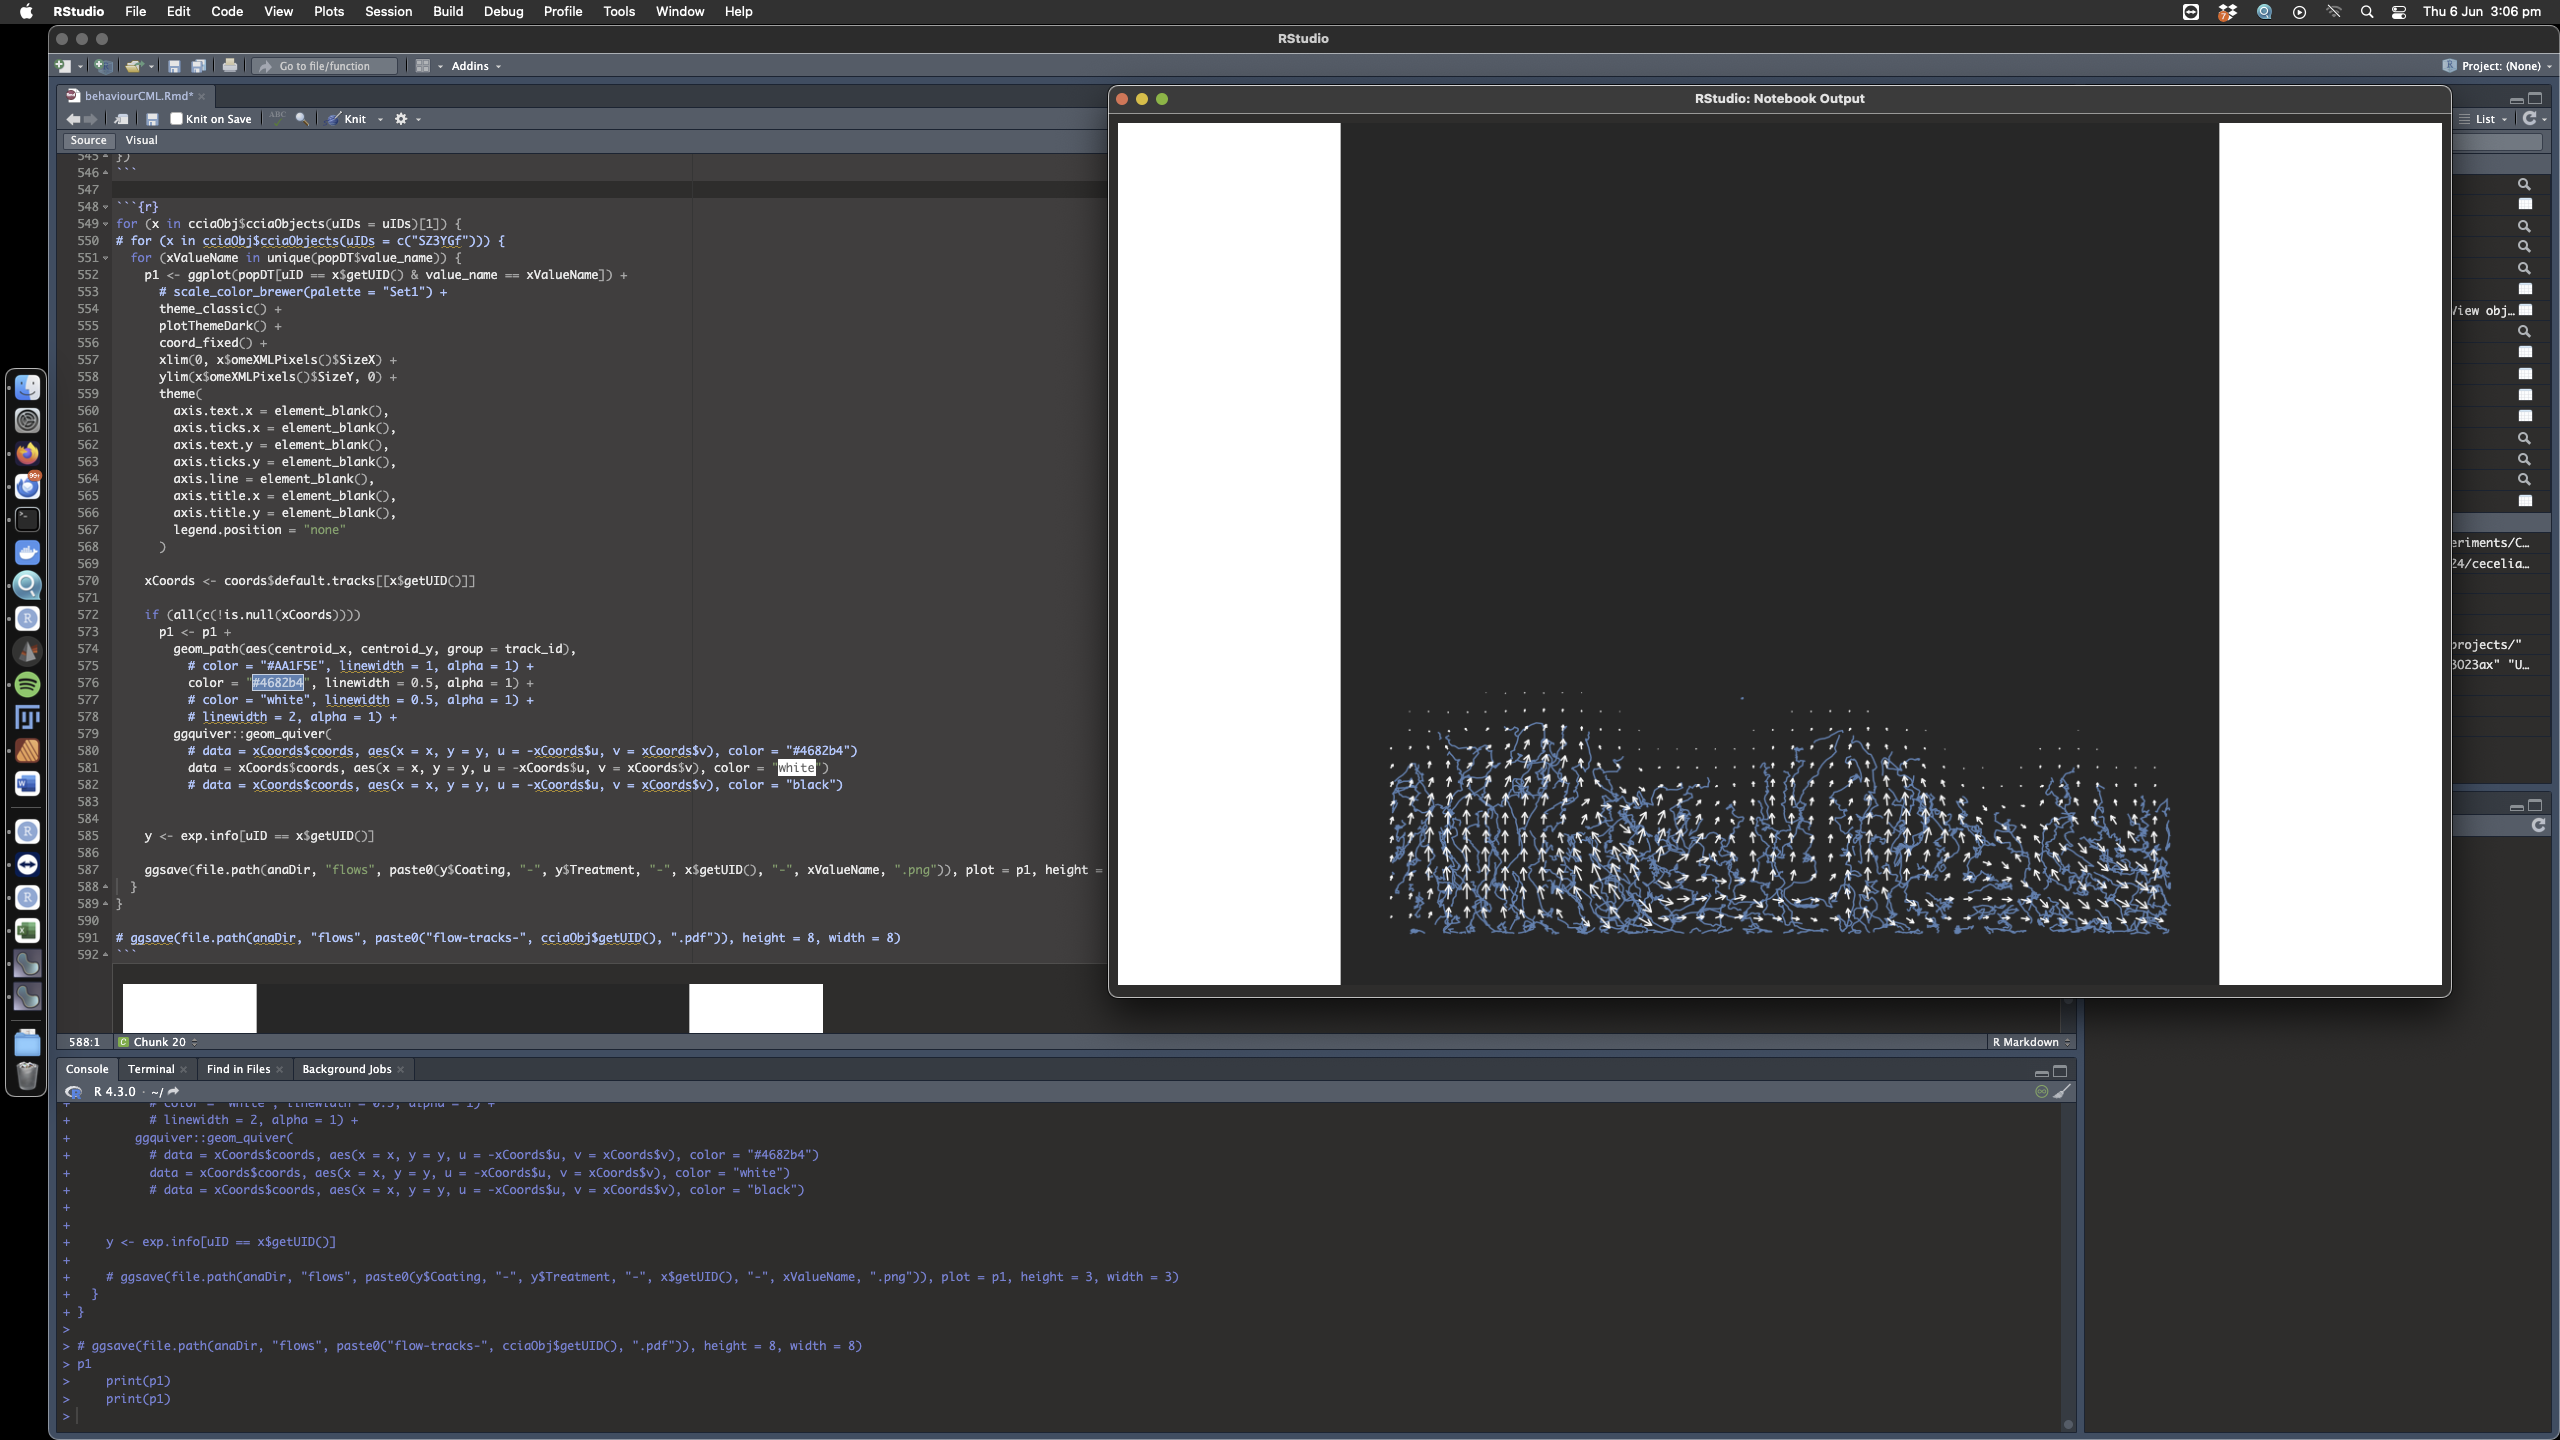 RStudio File Edit Code View Plots Session Build Debug Profile Tools Window Help
Thu 6 Jun 3:06 pm
RStudio
Go to file/function
Addins
Project: (None)
behaviourCML.Rmd*
Knit on Save
ABC
Knit
Source Visual
545 })
546 ```
547
548 ```{r}
549 for (x in cciaObj$cciaObjects(uIDs = uIDs)[1]) {
550 # for (x in cciaObj$cciaObjects(uIDs = c("SZ3YGf"))) {
551 for (xValueName in unique(popDT$value_name)) {
552 p1 <- ggplot(popDT[uID == x$getUID() & value_name == xValueName]) +
553 # scale_color_brewer(palette = "Set1") +
554 theme_classic() +
555 plotThemeDark() +
556 coord_fixed() +
557 xlim(0, x$omeXMLPixels()$SizeX) +
558 ylim(x$omeXMLPixels()$SizeY, 0) +
559 theme(
560 axis.text.x = element_blank(),
561 axis.ticks.x = element_blank(),
562 axis.text.y = element_blank(),
563 axis.ticks.y = element_blank(),
564 axis.line = element_blank(),
565 axis.title.x = element_blank(),
566 axis.title.y = element_blank(),
567 legend.position = "none"
568 )
569
570 xCoords <- coords$default.tracks[[x$getUID()]]
571
572 if (all(c(!is.null(xCoords))))
573 p1 <- p1 +
574 geom_path(aes(centroid_x, centroid_y, group = track_id),
575 # color = "#AA1F5E", linewidth = 1, alpha = 1) +
576 color = "#4682b4", linewidth = 0.5, alpha = 1) +
577 # color = "white", linewidth = 0.5, alpha = 1) +
578 # linewidth = 2, alpha = 1) +
579 ggquiver::geom_quiver(
580 # data = xCoords$coords, aes(x = x, y = y, u = -xCoords$u, v = xCoords$v), color = "#4682b4")
581 data = xCoords$coords, aes(x = x, y = y, u = -xCoords$u, v = xCoords$v), color = "white")
582 # data = xCoords$coords, aes(x = x, y = y, u = -xCoords$u, v = xCoords$v), color = "black")
583
584
585 y <- exp.info[uID == x$getUID()]
586
587 ggsave(file.path(anaDir, "flows", paste0(y$Coating, "-", y$Treatment, "-", x$getUID(), "-", xValueName, ".png")), plot = p1, height =
588 }
589 }
590
591 # ggsave(file.path(anaDir, "flows", paste0("flow-tracks-", cciaObj$getUID(), ".pdf")), height = 8, width = 8)
592 ```
588:1 Chunk 20
R Markdown
RStudio: Notebook Output
List
View obj…
eriments/C…
24/cecelia…
projects/"
3O23ax" "U…
Console Terminal Find in Files Background Jobs
R 4.3.0 · ~/
+ # color = "white", linewidth = 0.5, alpha = 1) +
+ # linewidth = 2, alpha = 1) +
+ ggquiver::geom_quiver(
+ # data = xCoords$coords, aes(x = x, y = y, u = -xCoords$u, v = xCoords$v), color = "#4682b4")
+ data = xCoords$coords, aes(x = x, y = y, u = -xCoords$u, v = xCoords$v), color = "white")
+ # data = xCoords$coords, aes(x = x, y = y, u = -xCoords$u, v = xCoords$v), color = "black")
+
+
+ y <- exp.info[uID == x$getUID()]
+
+ # ggsave(file.path(anaDir, "flows", paste0(y$Coating, "-", y$Treatment, "-", x$getUID(), "-", xValueName, ".png")), plot = p1, height = 3, width = 3)
+ }
+ }
>
> # ggsave(file.path(anaDir, "flows", paste0("flow-tracks-", cciaObj$getUID(), ".pdf")), height = 8, width = 8)
> p1
> print(p1)
> print(p1)
>
99+